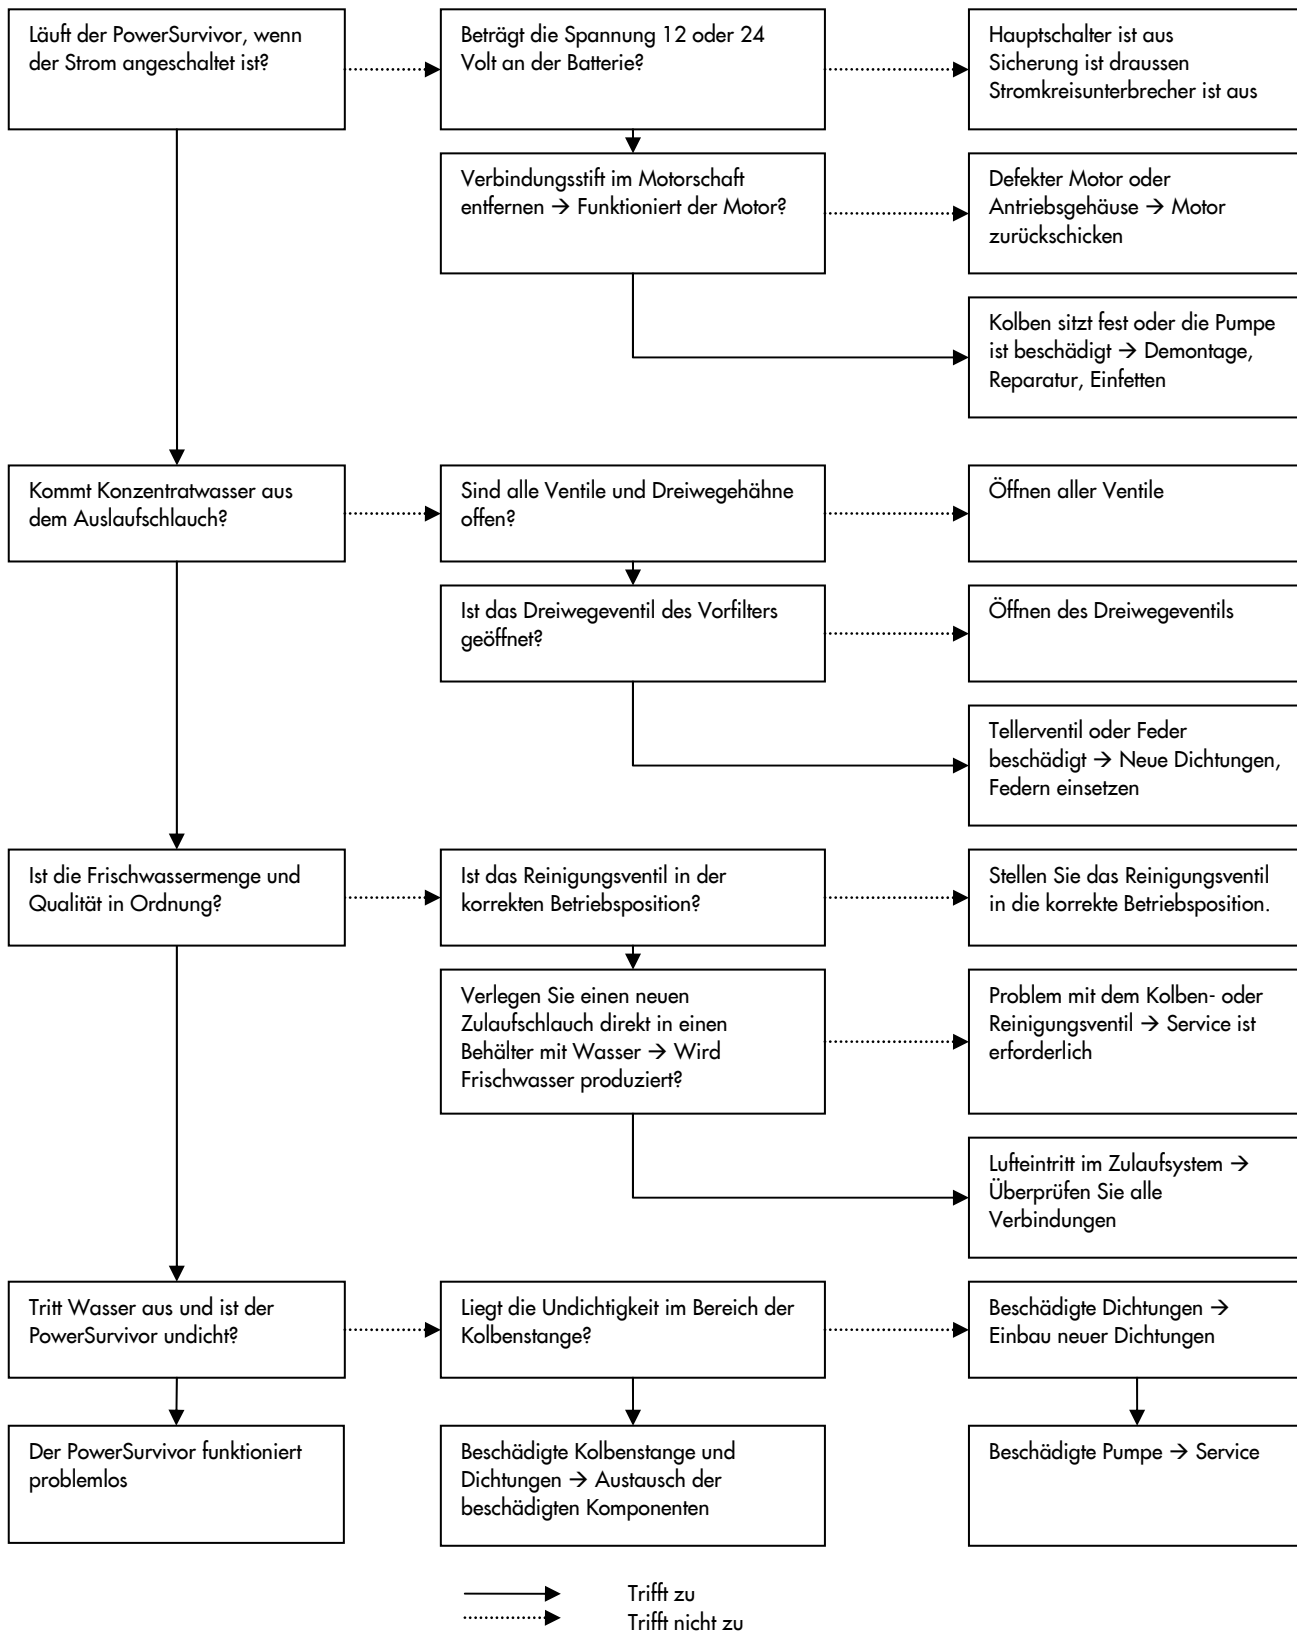 Läuft der PowerSurvivor, wenn
der Strom angeschaltet ist?
Beträgt die Spannung 12 oder 24
Volt an der Batterie?
Hauptschalter ist aus
Sicherung ist draussen
Stromkreisunterbrecher ist aus
Verbindungsstift im Motorschaft
entfernen → Funktioniert der Motor?
Defekter Motor oder
Antriebsgehäuse → Motor
zurückschicken
Kolben sitzt fest oder die Pumpe
ist beschädigt → Demontage,
Reparatur, Einfetten
Kommt Konzentratwasser aus
dem Auslaufschlauch?
Sind alle Ventile und Dreiwegehähne
offen?
Öffnen aller Ventile
Ist das Dreiwegeventil des Vorfilters
geöffnet?
Öffnen des Dreiwegeventils
Tellerventil oder Feder
beschädigt → Neue Dichtungen,
Federn einsetzen
Ist die Frischwassermenge und
Qualität in Ordnung?
Ist das Reinigungsventil in der
korrekten Betriebsposition?
Stellen Sie das Reinigungsventil
in die korrekte Betriebsposition.
Verlegen Sie einen neuen
Zulaufschlauch direkt in einen
Behälter mit Wasser → Wird
Frischwasser produziert?
Problem mit dem Kolben- oder
Reinigungsventil → Service ist
erforderlich
Lufteintritt im Zulaufsystem →
Überprüfen Sie alle
Verbindungen
Tritt Wasser aus und ist der
PowerSurvivor undicht?
Liegt die Undichtigkeit im Bereich der
Kolbenstange?
Beschädigte Dichtungen →
Einbau neuer Dichtungen
Der PowerSurvivor funktioniert
problemlos
Beschädigte Kolbenstange und
Dichtungen → Austausch der
beschädigten Komponenten
Beschädigte Pumpe → Service
Trifft zu
Trifft nicht zu